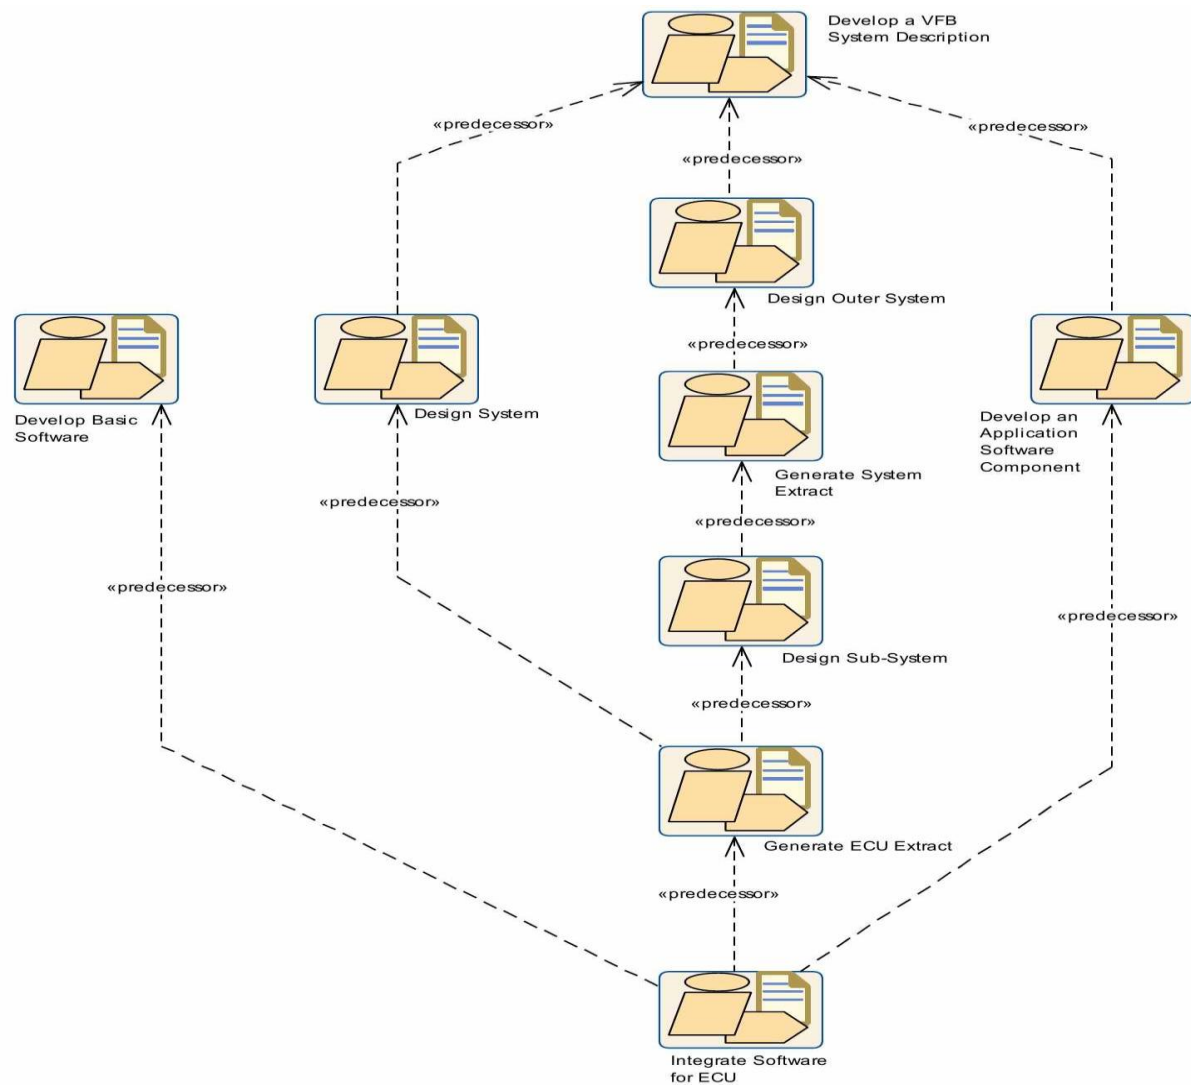 Develop a VFB
System Description
«predecessor»
«predecessor»
«predecessor»
Design Outer System
«predecessor»
Develop Basic
Software
Design System
Develop an
Application
Software
Component
Generate System
Extract
«predecessor»
«predecessor»
«predecessor»
«predecessor»
Design Sub-System
«predecessor»
Generate ECU Extract
«predecessor»
Integrate Software
for ECU